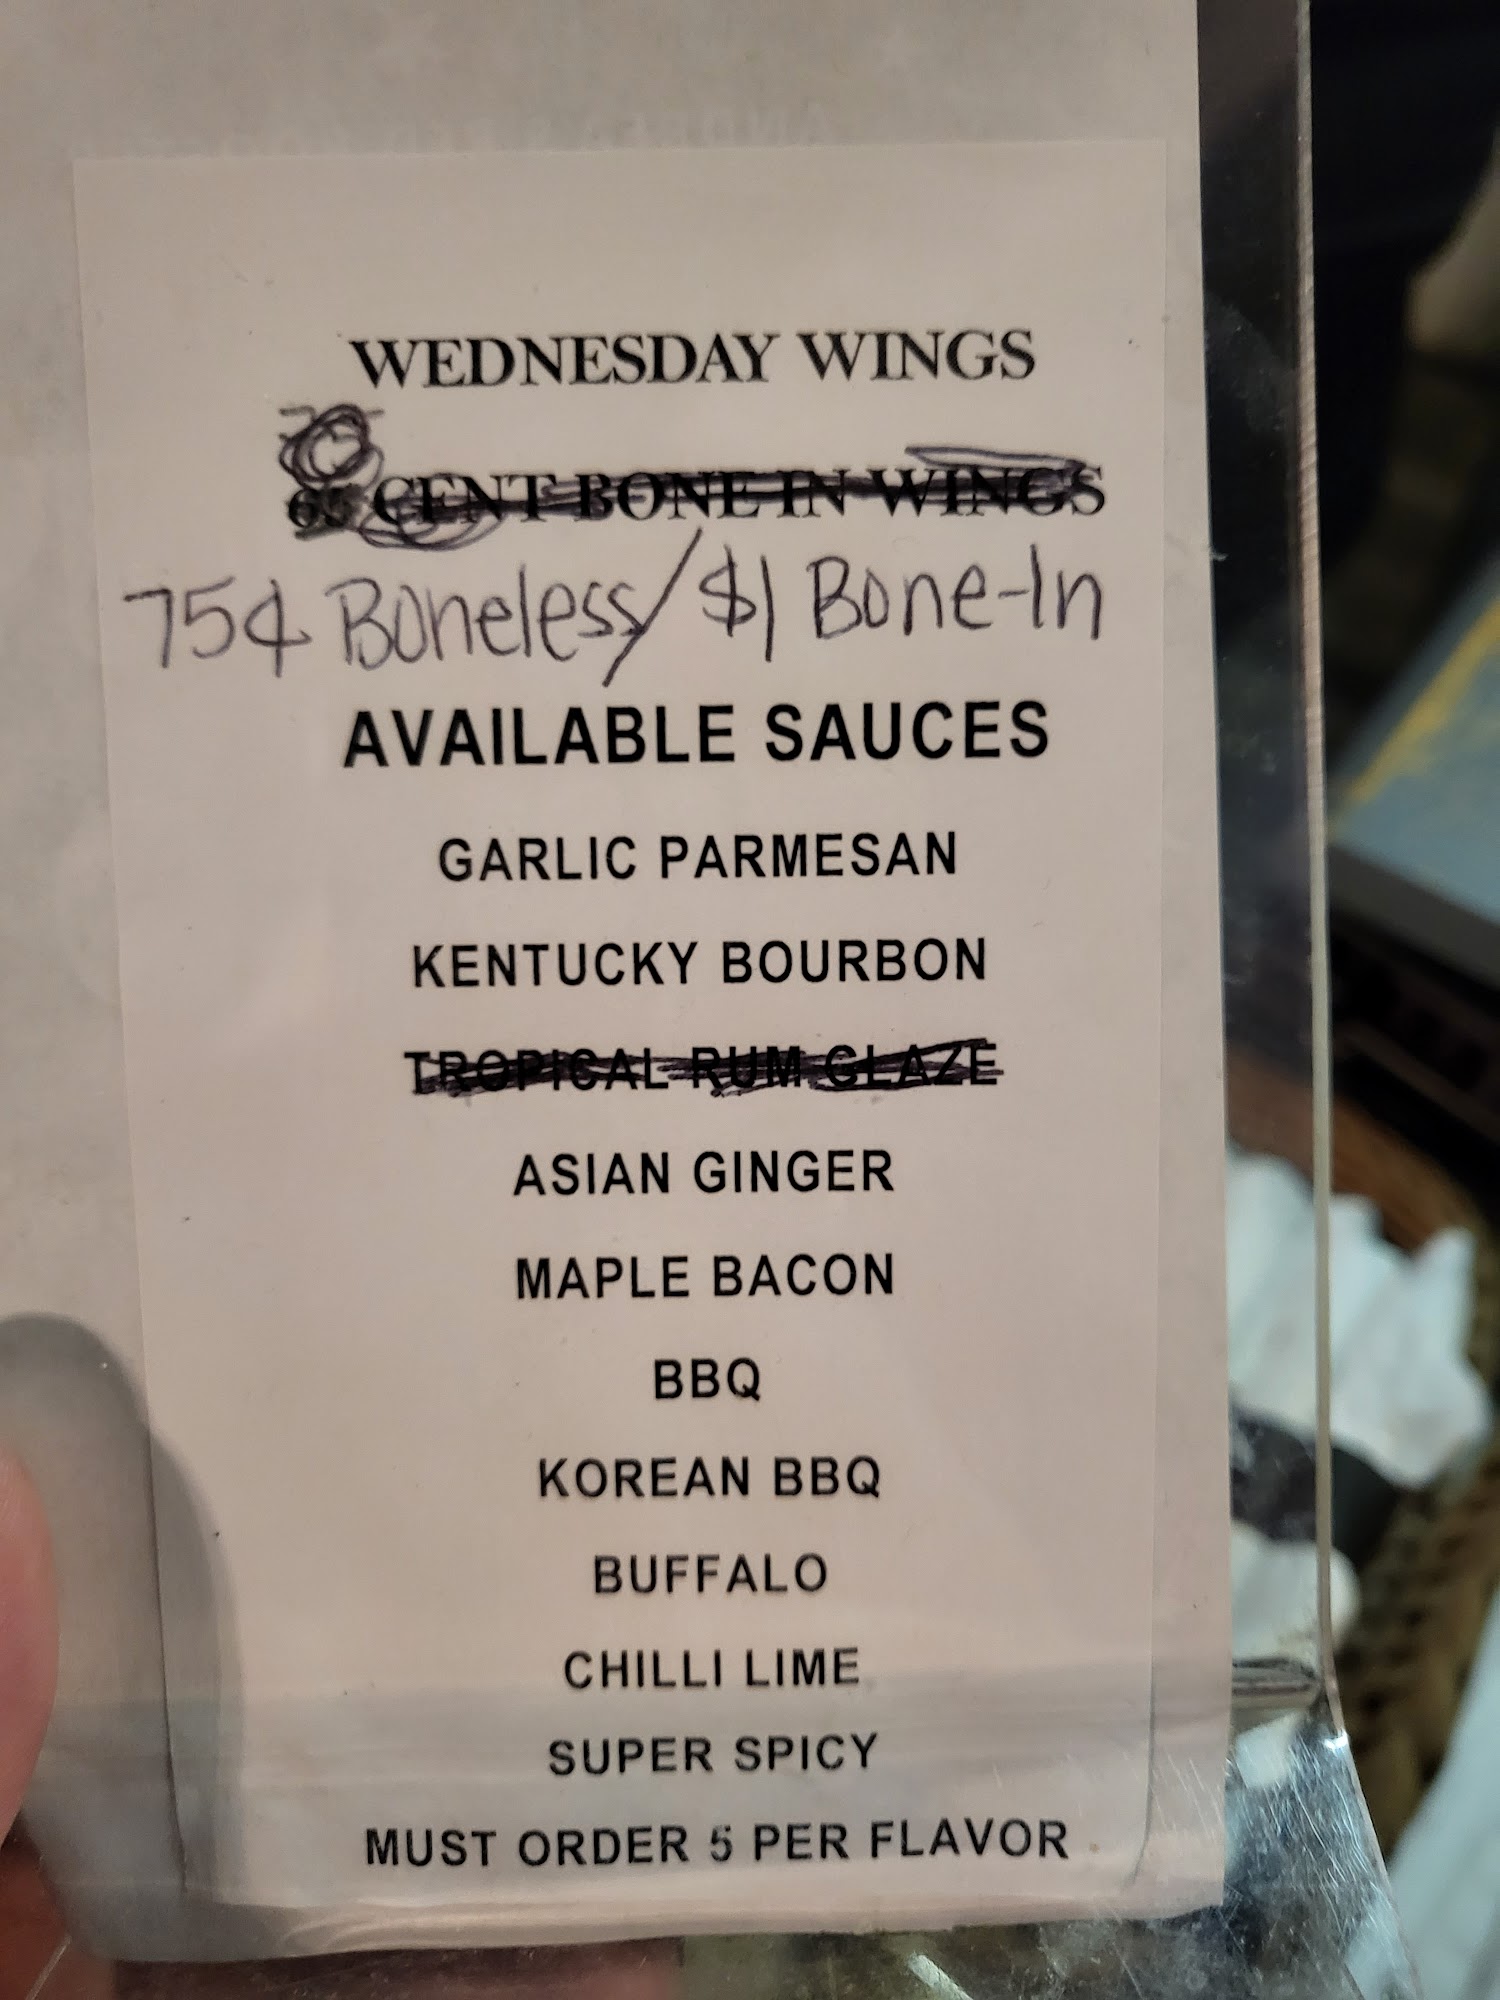 WEDNESDAY WINGS
65 CENT BONE IN WINGS
75¢ Boneless/$1 Bone-In
AVAILABLE SAUCES
GARLIC PARMESAN
KENTUCKY BOURBON
TROPICAL RUM GLAZE
ASIAN GINGER
MAPLE BACON
BBQ
KOREAN BBQ
BUFFALO
CHILLI LIME
SUPER SPICY
MUST ORDER 5 PER FLAVOR